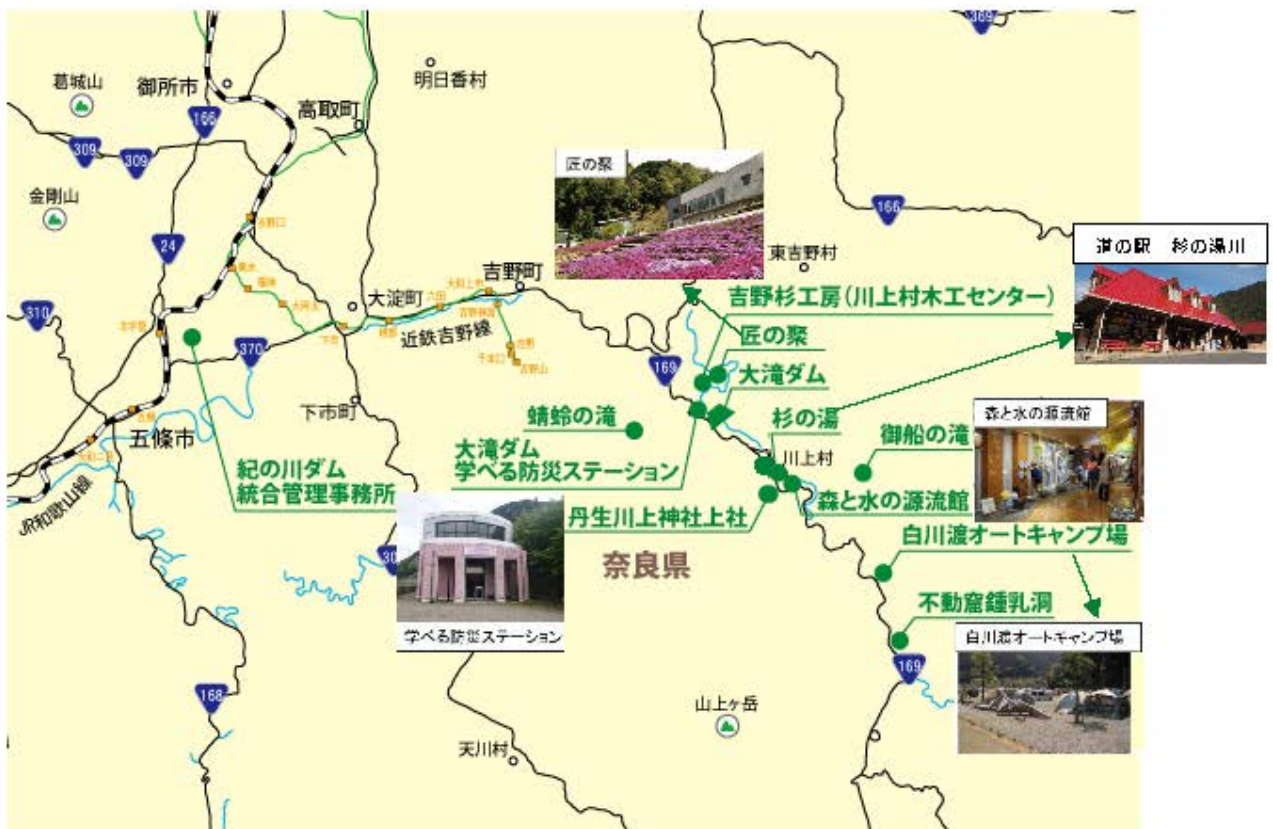 369
葛城山
御所市
明日香村
高取町
166
309
309
金剛山
匠の聚
24
吉野口
166
道の駅 杉の湯川
東吉野村
吉野町
吉野杉工房(川上村木工センター)
310
大淀町
近鉄吉野線
匠の聚
370
169
大滝ダム
下市町
蜻蛉の滝
杉の湯
森と水の源流館
御船の滝
五條市
大滝ダム
学べる防災ステーション
川上村
紀の川ダム
統合管理事務所
JR和歌山線
森と水の源流館
丹生川上神社上社
白川渡オートキャンプ場
奈良県
不動窟鍾乳洞
学べる防災ステーション
白川渡オートキャンプ場
169
168
山上ヶ岳
天川村